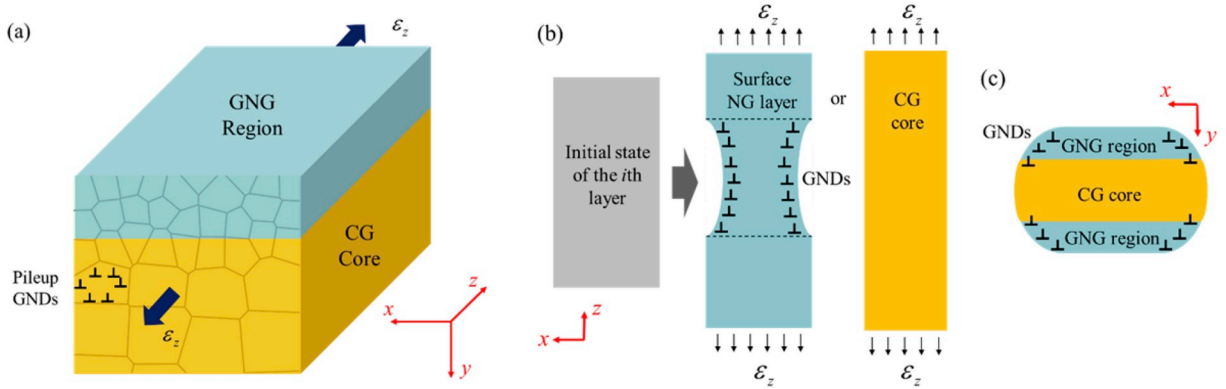 (a)
ε_z
GNG
Region
CG
Core
Pileup
GNDs
ε_z
x
z
y
(b)
ε_z
ε_z
Initial state
of the ith
layer
Surface
NG layer
or
CG
core
GNDs
z
x
ε_z
ε_z
(c)
x
y
GNDs
GNG region
CG core
GNG region